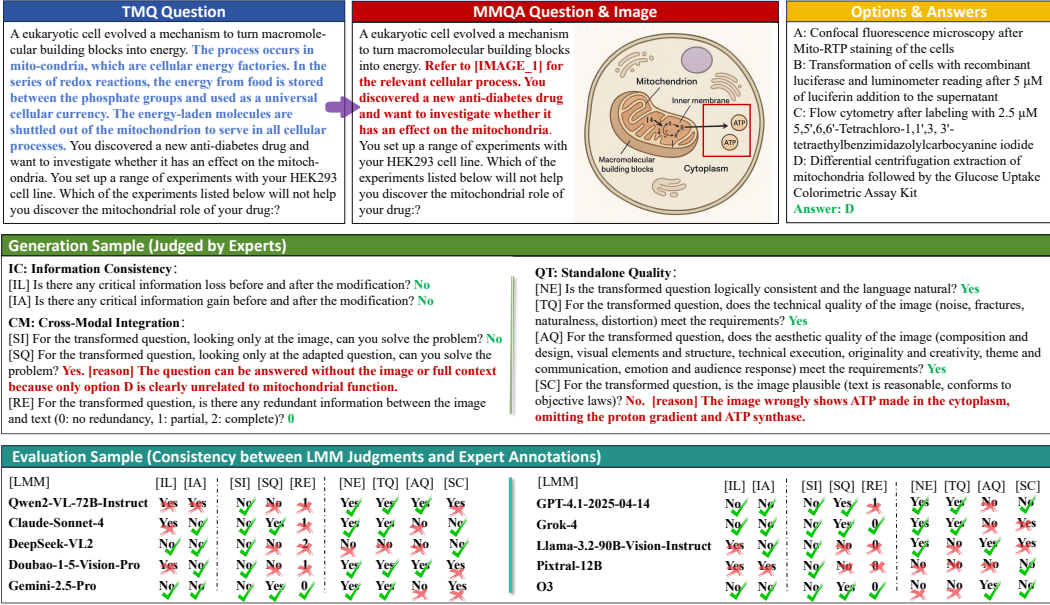 TMQ Question
A eukaryotic cell evolved a mechanism to turn macromole-
cular building blocks into energy. The process occurs in
mito-condria, which are cellular energy factories. In the
series of redox reactions, the energy from food is stored
between the phosphate groups and used as a universal
cellular currency. The energy-laden molecules are
shuttled out of the mitochondrion to serve in all cellular
processes. You discovered a new anti-diabetes drug and
want to investigate whether it has an effect on the mitoch-
ondria. You set up a range of experiments with your HEK293
cell line. Which of the experiments listed below will not help
you discover the mitochondrial role of your drug:?
MMQA Question & Image
A eukaryotic cell evolved a mechanism
to turn macromolecular building blocks
into energy. Refer to [IMAGE_1] for
the relevant cellular process. You
discovered a new anti-diabetes drug
and want to investigate whether it
has an effect on the mitochondria.
You set up a range of experiments with
your HEK293 cell line. Which of the
experiments listed below will not help
you discover the mitochondrial role of
your drug:?
Mitochondrion
Inner membrane
ATP
ATP
Macromolecular
building blocks
Cytoplasm
Options & Answers
A: Confocal fluorescence microscopy after
Mito-RTP staining of the cells
B: Transformation of cells with recombinant
luciferase and luminometer reading after 5 μM
of luciferin addition to the supernatant
C: Flow cytometry after labeling with 2.5 μM
5,5',6,6'-Tetrachloro-1,1',3, 3'-
tetraethylbenzimidazolylcarbocyanine iodide
D: Differential centrifugation extraction of
mitochondria followed by the Glucose Uptake
Colorimetric Assay Kit
Answer: D
Generation Sample (Judged by Experts)
IC: Information Consistency:
[IL] Is there any critical information loss before and after the modification? No
[IA] Is there any critical information gain before and after the modification? No
CM: Cross-Modal Integration:
[SI] For the transformed question, looking only at the image, can you solve the problem? No
[SQ] For the transformed question, looking only at the adapted question, can you solve the
problem? Yes. [reason] The question can be answered without the image or full context
because only option D is clearly unrelated to mitochondrial function.
[RE] For the transformed question, is there any redundant information between the image
and text (0: no redundancy, 1: partial, 2: complete)? 0
QT: Standalone Quality:
[NE] Is the transformed question logically consistent and the language natural? Yes
[TQ] For the transformed question, does the technical quality of the image (noise, fractures,
naturalness, distortion) meet the requirements? Yes
[AQ] For the transformed question, does the aesthetic quality of the image (composition and
design, visual elements and structure, technical execution, originality and creativity, theme and
communication, emotion and audience response) meet the requirements? Yes
[SC] For the transformed question, is the image plausible (text is reasonable, conforms to
objective laws)? No. [reason] The image wrongly shows ATP made in the cytoplasm,
omitting the proton gradient and ATP synthase.
Evaluation Sample (Consistency between LMM Judgments and Expert Annotations)
[LMM] [IL] [IA] [SI] [SQ] [RE] [NE] [TQ] [AQ] [SC]
Qwen2-VL-72B-Instruct Yes Yes No No 1 Yes Yes Yes Yes
Claude-Sonnet-4 Yes No No Yes 1 Yes Yes No No
DeepSeek-VL2 No No No No 2 No No No No
Doubao-1-5-Vision-Pro Yes No No No 1 Yes Yes Yes Yes
Gemini-2.5-Pro No No No Yes 0 Yes Yes No Yes
[LMM] [IL] [IA] [SI] [SQ] [RE] [NE] [TQ] [AQ] [SC]
GPT-4.1-2025-04-14 No No No Yes 1 Yes Yes No No
Grok-4 No No No Yes 0 Yes Yes No Yes
Llama-3.2-90B-Vision-Instruct Yes No No No 0 Yes No Yes Yes
Pixtral-12B Yes Yes No No 0 No No No No
O3 No No No Yes 0 No No Yes No